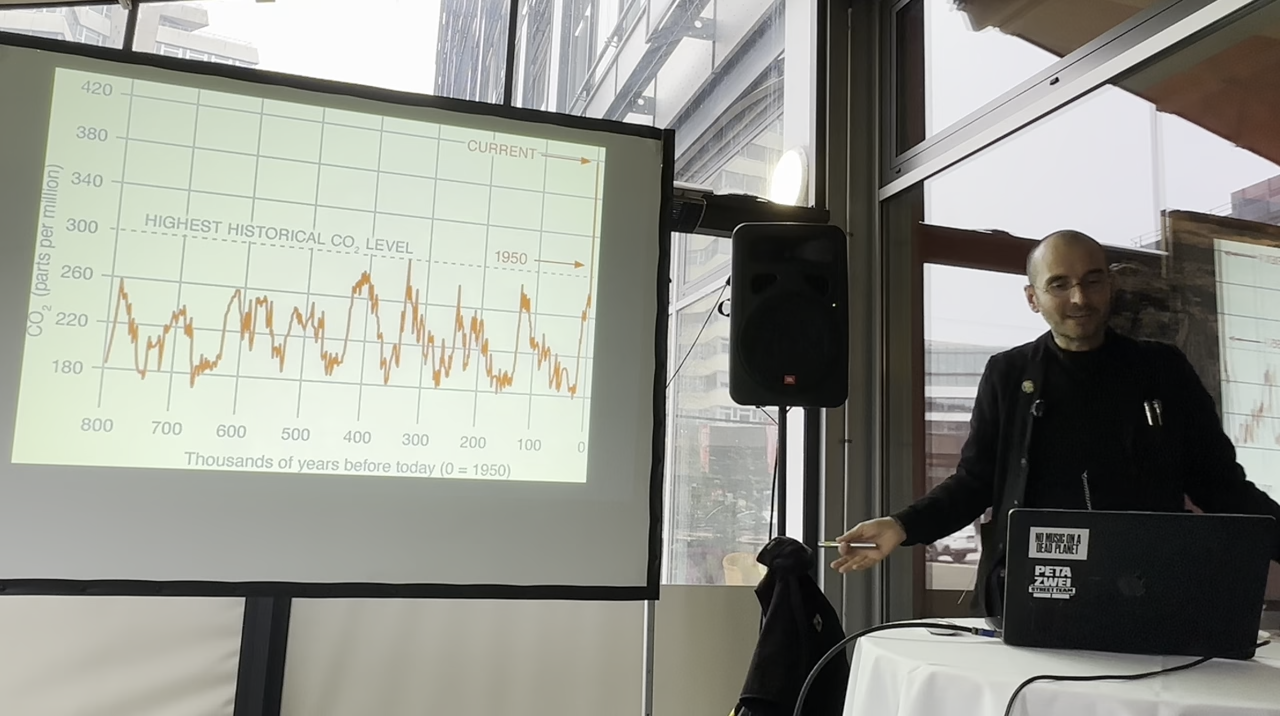 420
380
340
300
260
220
180
CO₂ (parts per million)
CURRENT
HIGHEST HISTORICAL CO₂ LEVEL
1950
800 700 600 500 400 300 200 100 0
Thousands of years before today (0 = 1950)
JBL
NO MUSIC ON A
DEAD PLANET
PETA
ZWEI
STREET TEAM